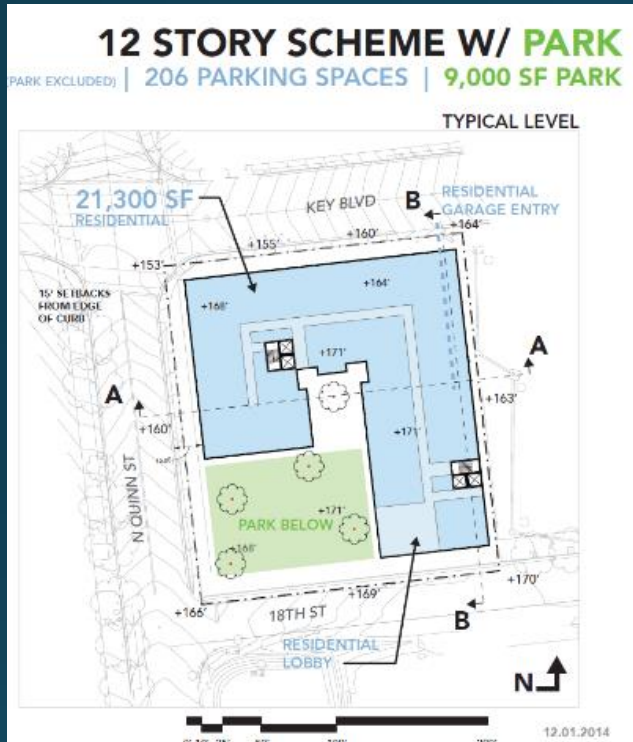 12 STORY SCHEME W/ PARK
PARK EXCLUDED) | 206 PARKING SPACES | 9,000 SF PARK
TYPICAL LEVEL
21,300 SF
RESIDENTIAL
KEY BLVD
B
RESIDENTIAL
GARAGE ENTRY
+164'
+160'
+155'
+153'
15' SETBACKS
FROM EDGE
OF CURB
+168'
+164'
+171'
A
A
+160'
+163'
+171'
N QUINN ST
+171'
PARK BELOW
+168'
+170'
+169'
+166'
18TH ST
B
RESIDENTIAL
LOBBY
N
12.01.2014